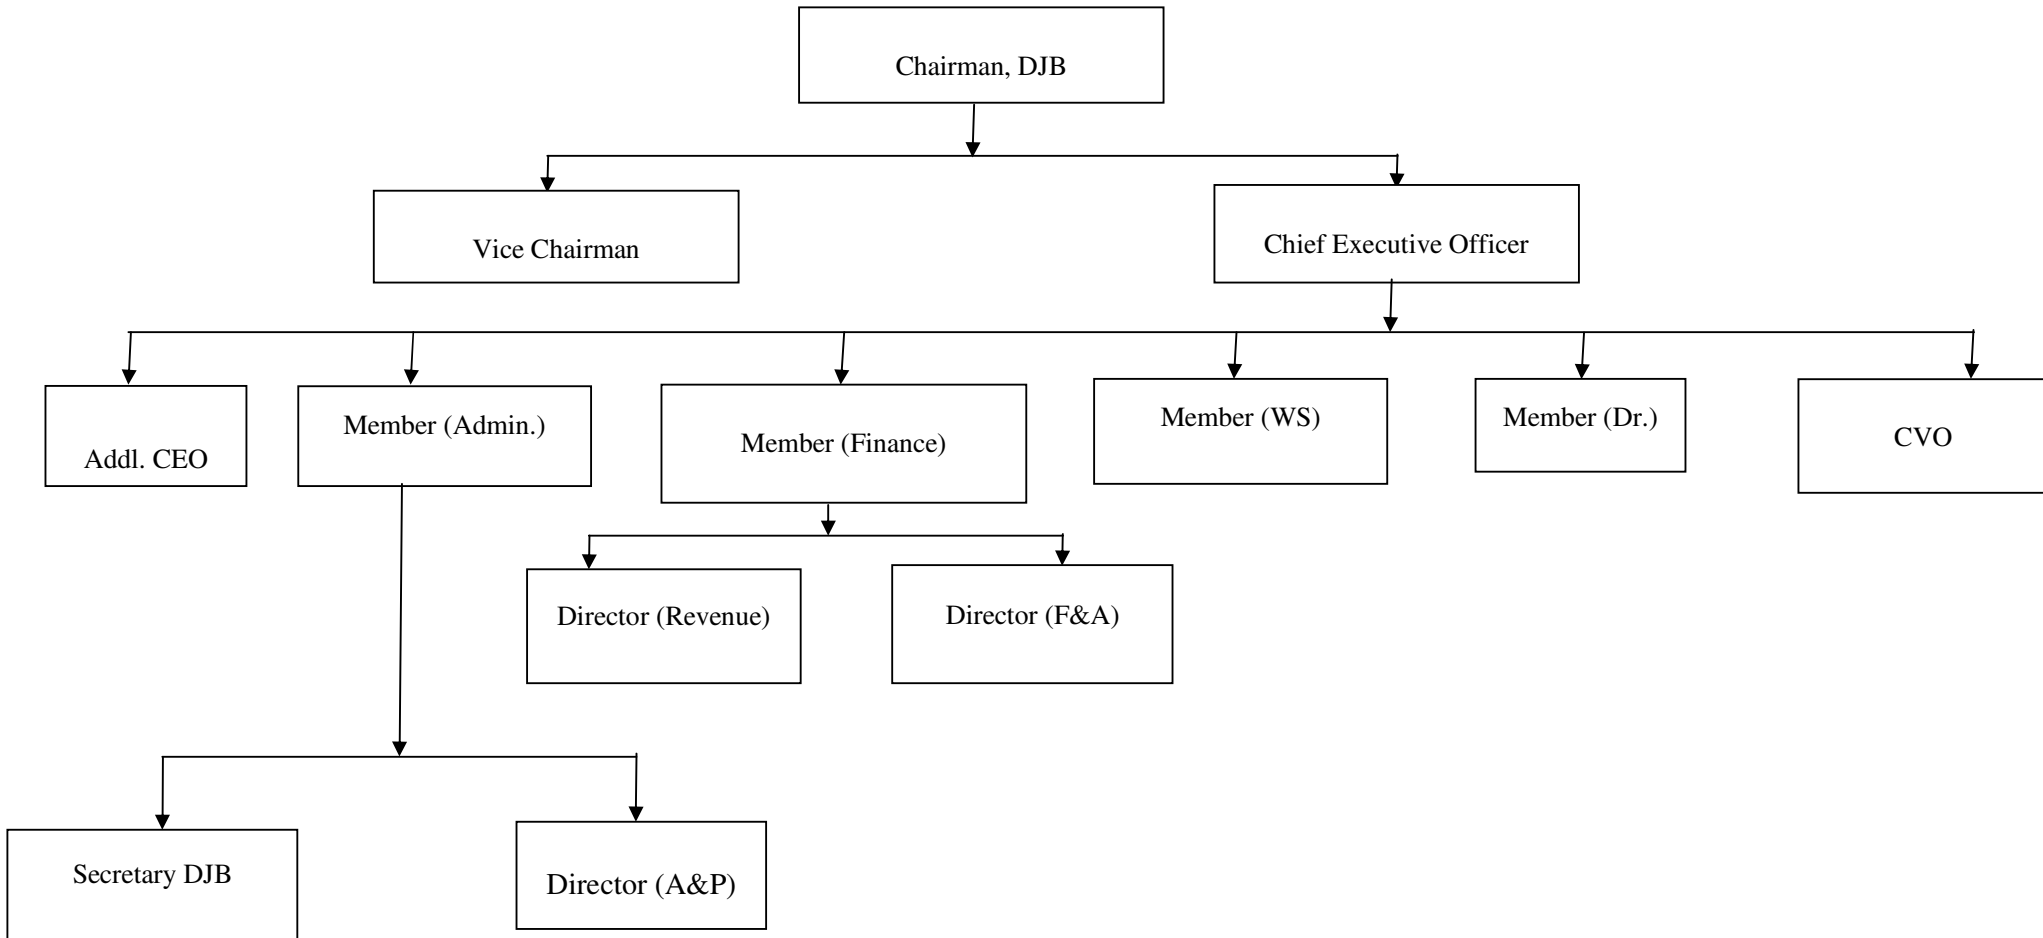 Chairman, DJB
Vice Chairman
Chief Executive Officer
Addl. CEO
Member (Admin.)
Member (Finance)
Member (WS)
Member (Dr.)
CVO
Director (Revenue)
Director (F&A)
Secretary DJB
Director (A&P)